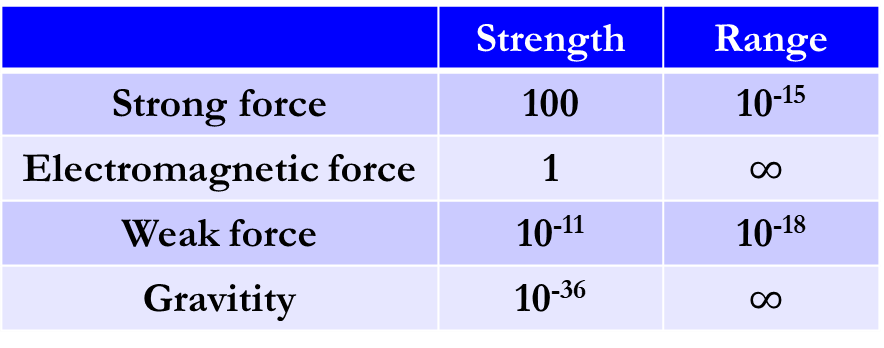 Strength Range
Strong force 100 10⁻¹⁵
Electromagnetic force 1 ∞
Weak force 10⁻¹¹ 10⁻¹⁸
Gravitity 10⁻³⁶ ∞